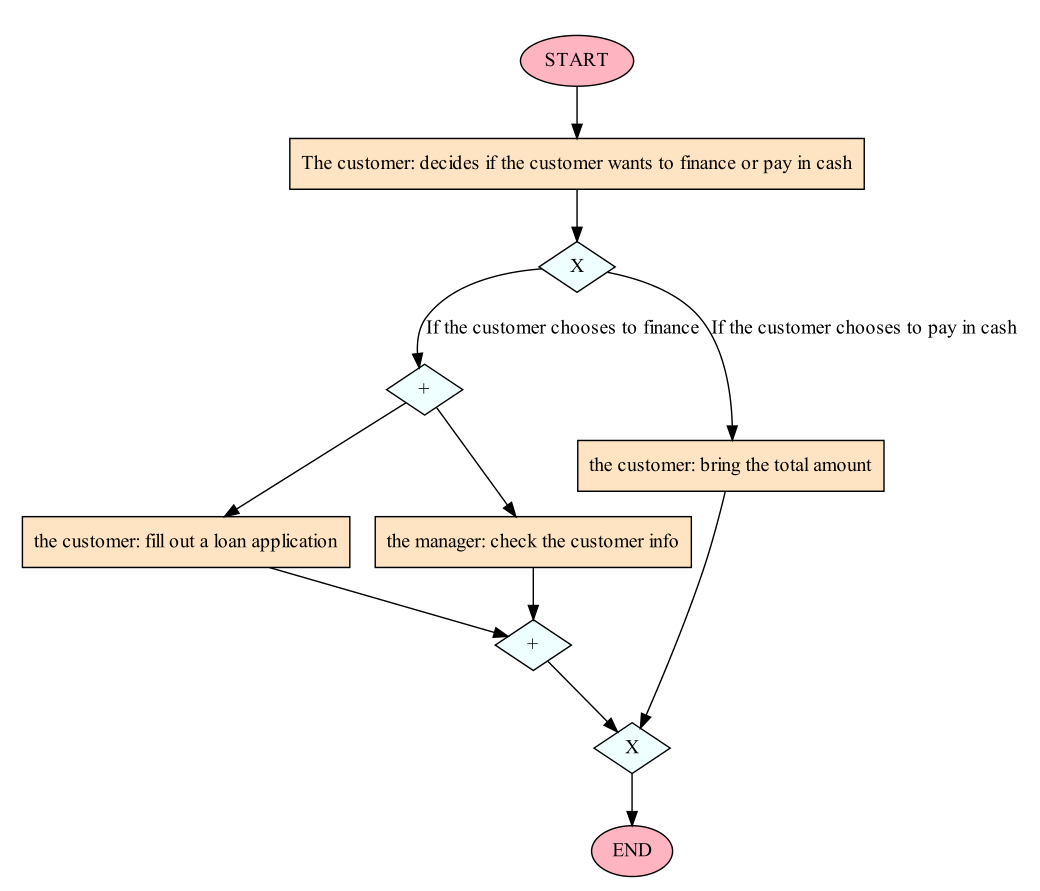 START
The customer: decides if the customer wants to finance or pay in cash
X
If the customer chooses to finance
If the customer chooses to pay in cash
+
the customer: bring the total amount
the customer: fill out a loan application
the manager: check the customer info
+
X
END